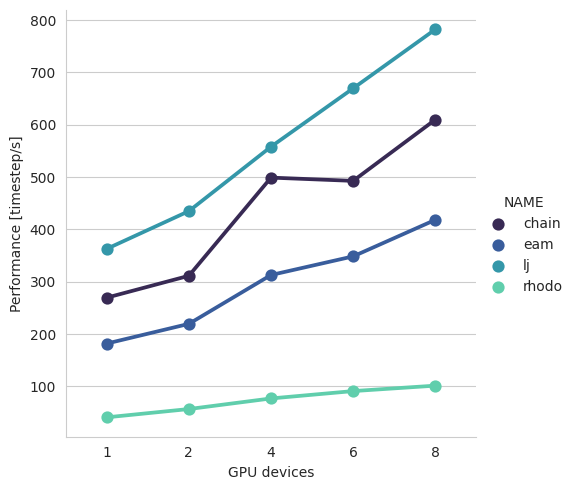 800
700
600
500
400
300
200
100
Performance [timestep/s]
1 2 4 6 8
GPU devices
NAME
chain
eam
lj
rhodo